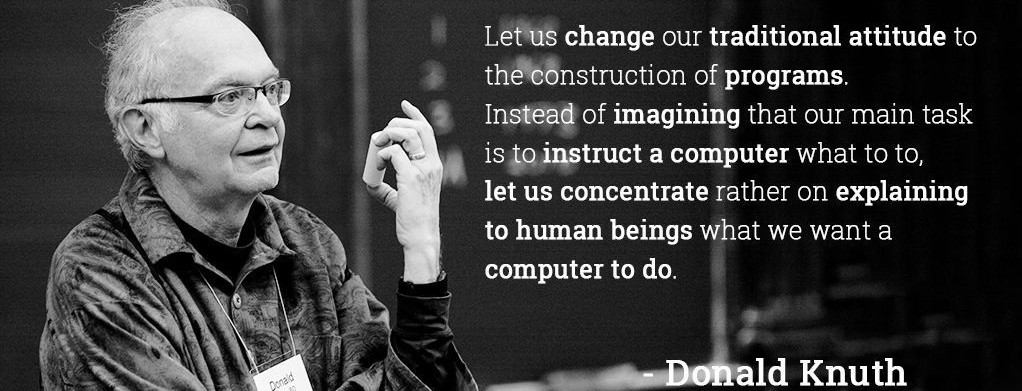 Let us change our traditional attitude to
the construction of programs.
Instead of imagining that our main task
is to instruct a computer what to to,
let us concentrate rather on explaining
to human beings what we want a
computer to do.
- Donald Knuth
Donald